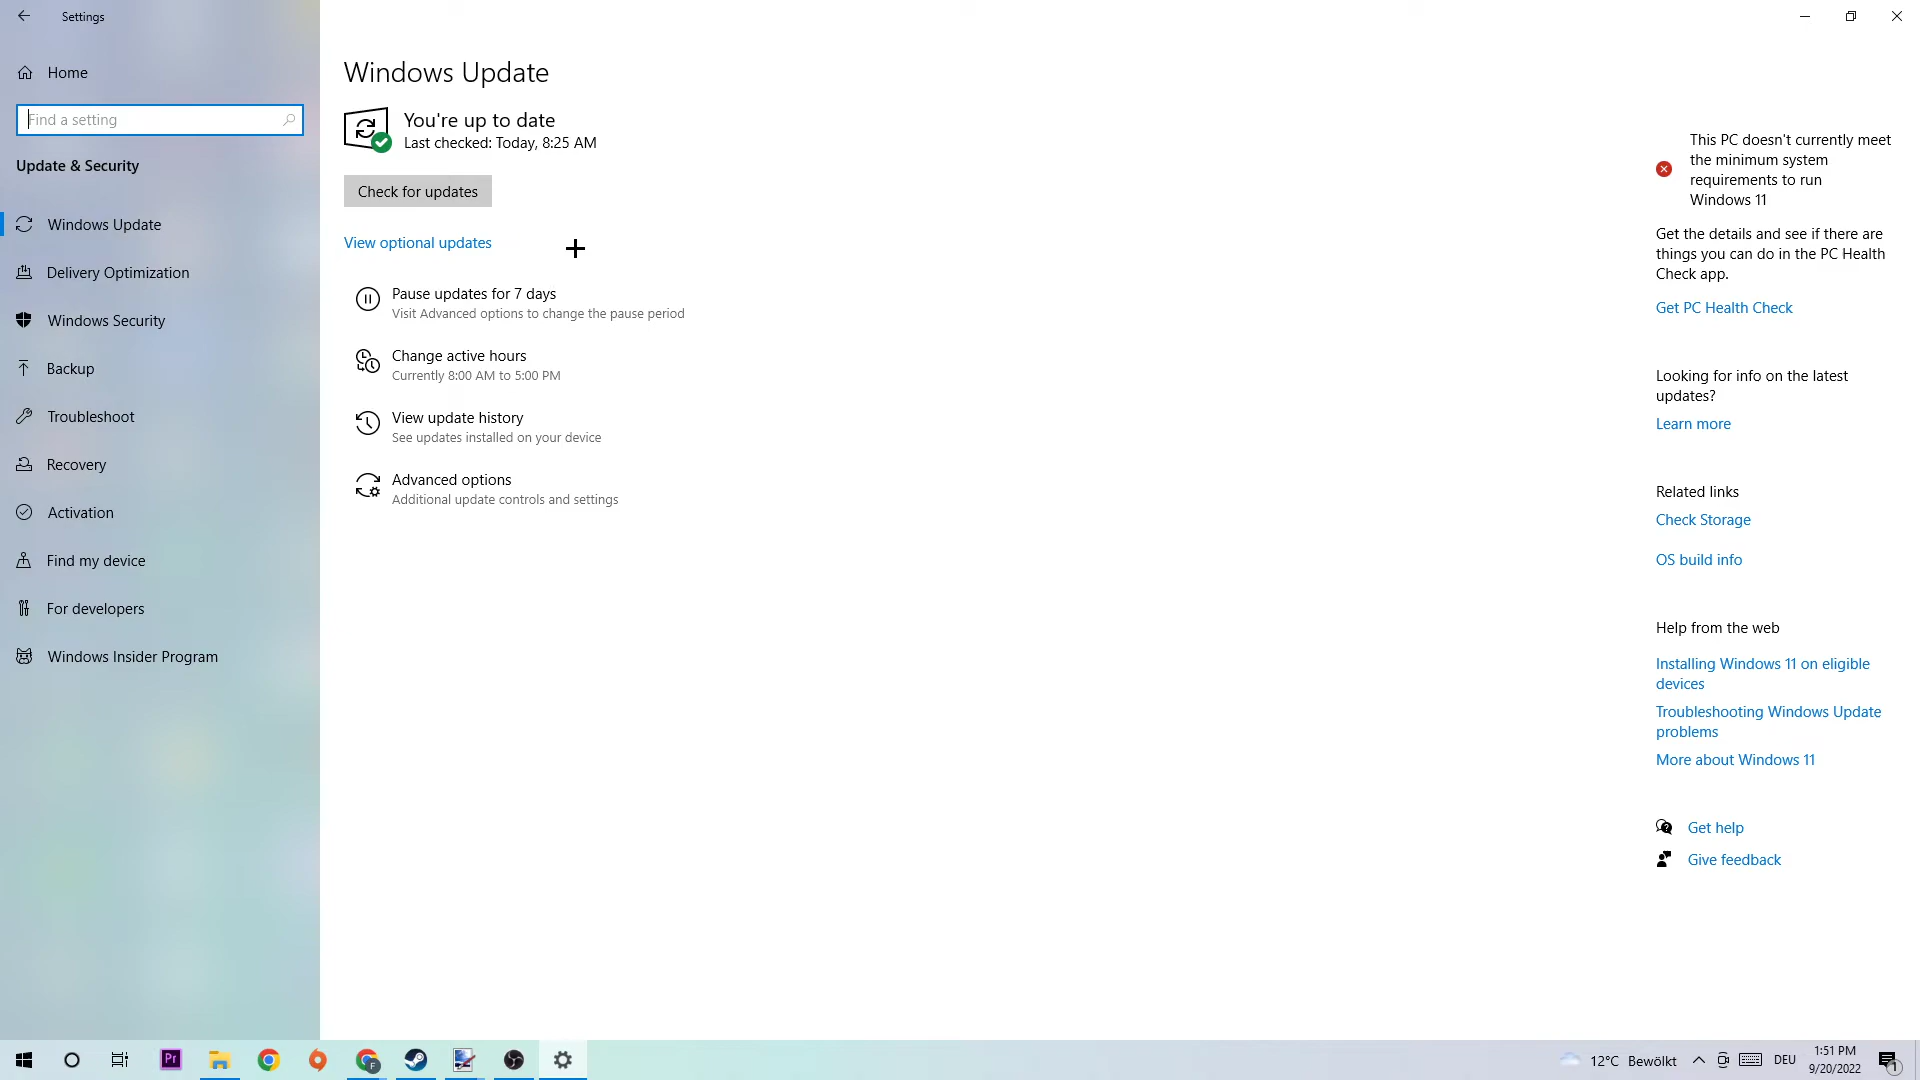 Settings
Home
Find a setting
Update & Security
Windows Update
Delivery Optimization
Windows Security
Backup
Troubleshoot
Recovery
Activation
Find my device
For developers
Windows Insider Program
Windows Update
You're up to date
Last checked: Today, 8:25 AM
Check for updates
View optional updates
Pause updates for 7 days
Visit Advanced options to change the pause period
Change active hours
Currently 8:00 AM to 5:00 PM
View update history
See updates installed on your device
Advanced options
Additional update controls and settings
This PC doesn't currently meet
the minimum system
requirements to run
Windows 11
Get the details and see if there are
things you can do in the PC Health
Check app.
Get PC Health Check
Looking for info on the latest
updates?
Learn more
Related links
Check Storage
OS build info
Help from the web
Installing Windows 11 on eligible
devices
Troubleshooting Windows Update
problems
More about Windows 11
Get help
Give feedback
Pr
F
12°C Bewölkt
DEU
1:51 PM
9/20/2022
1